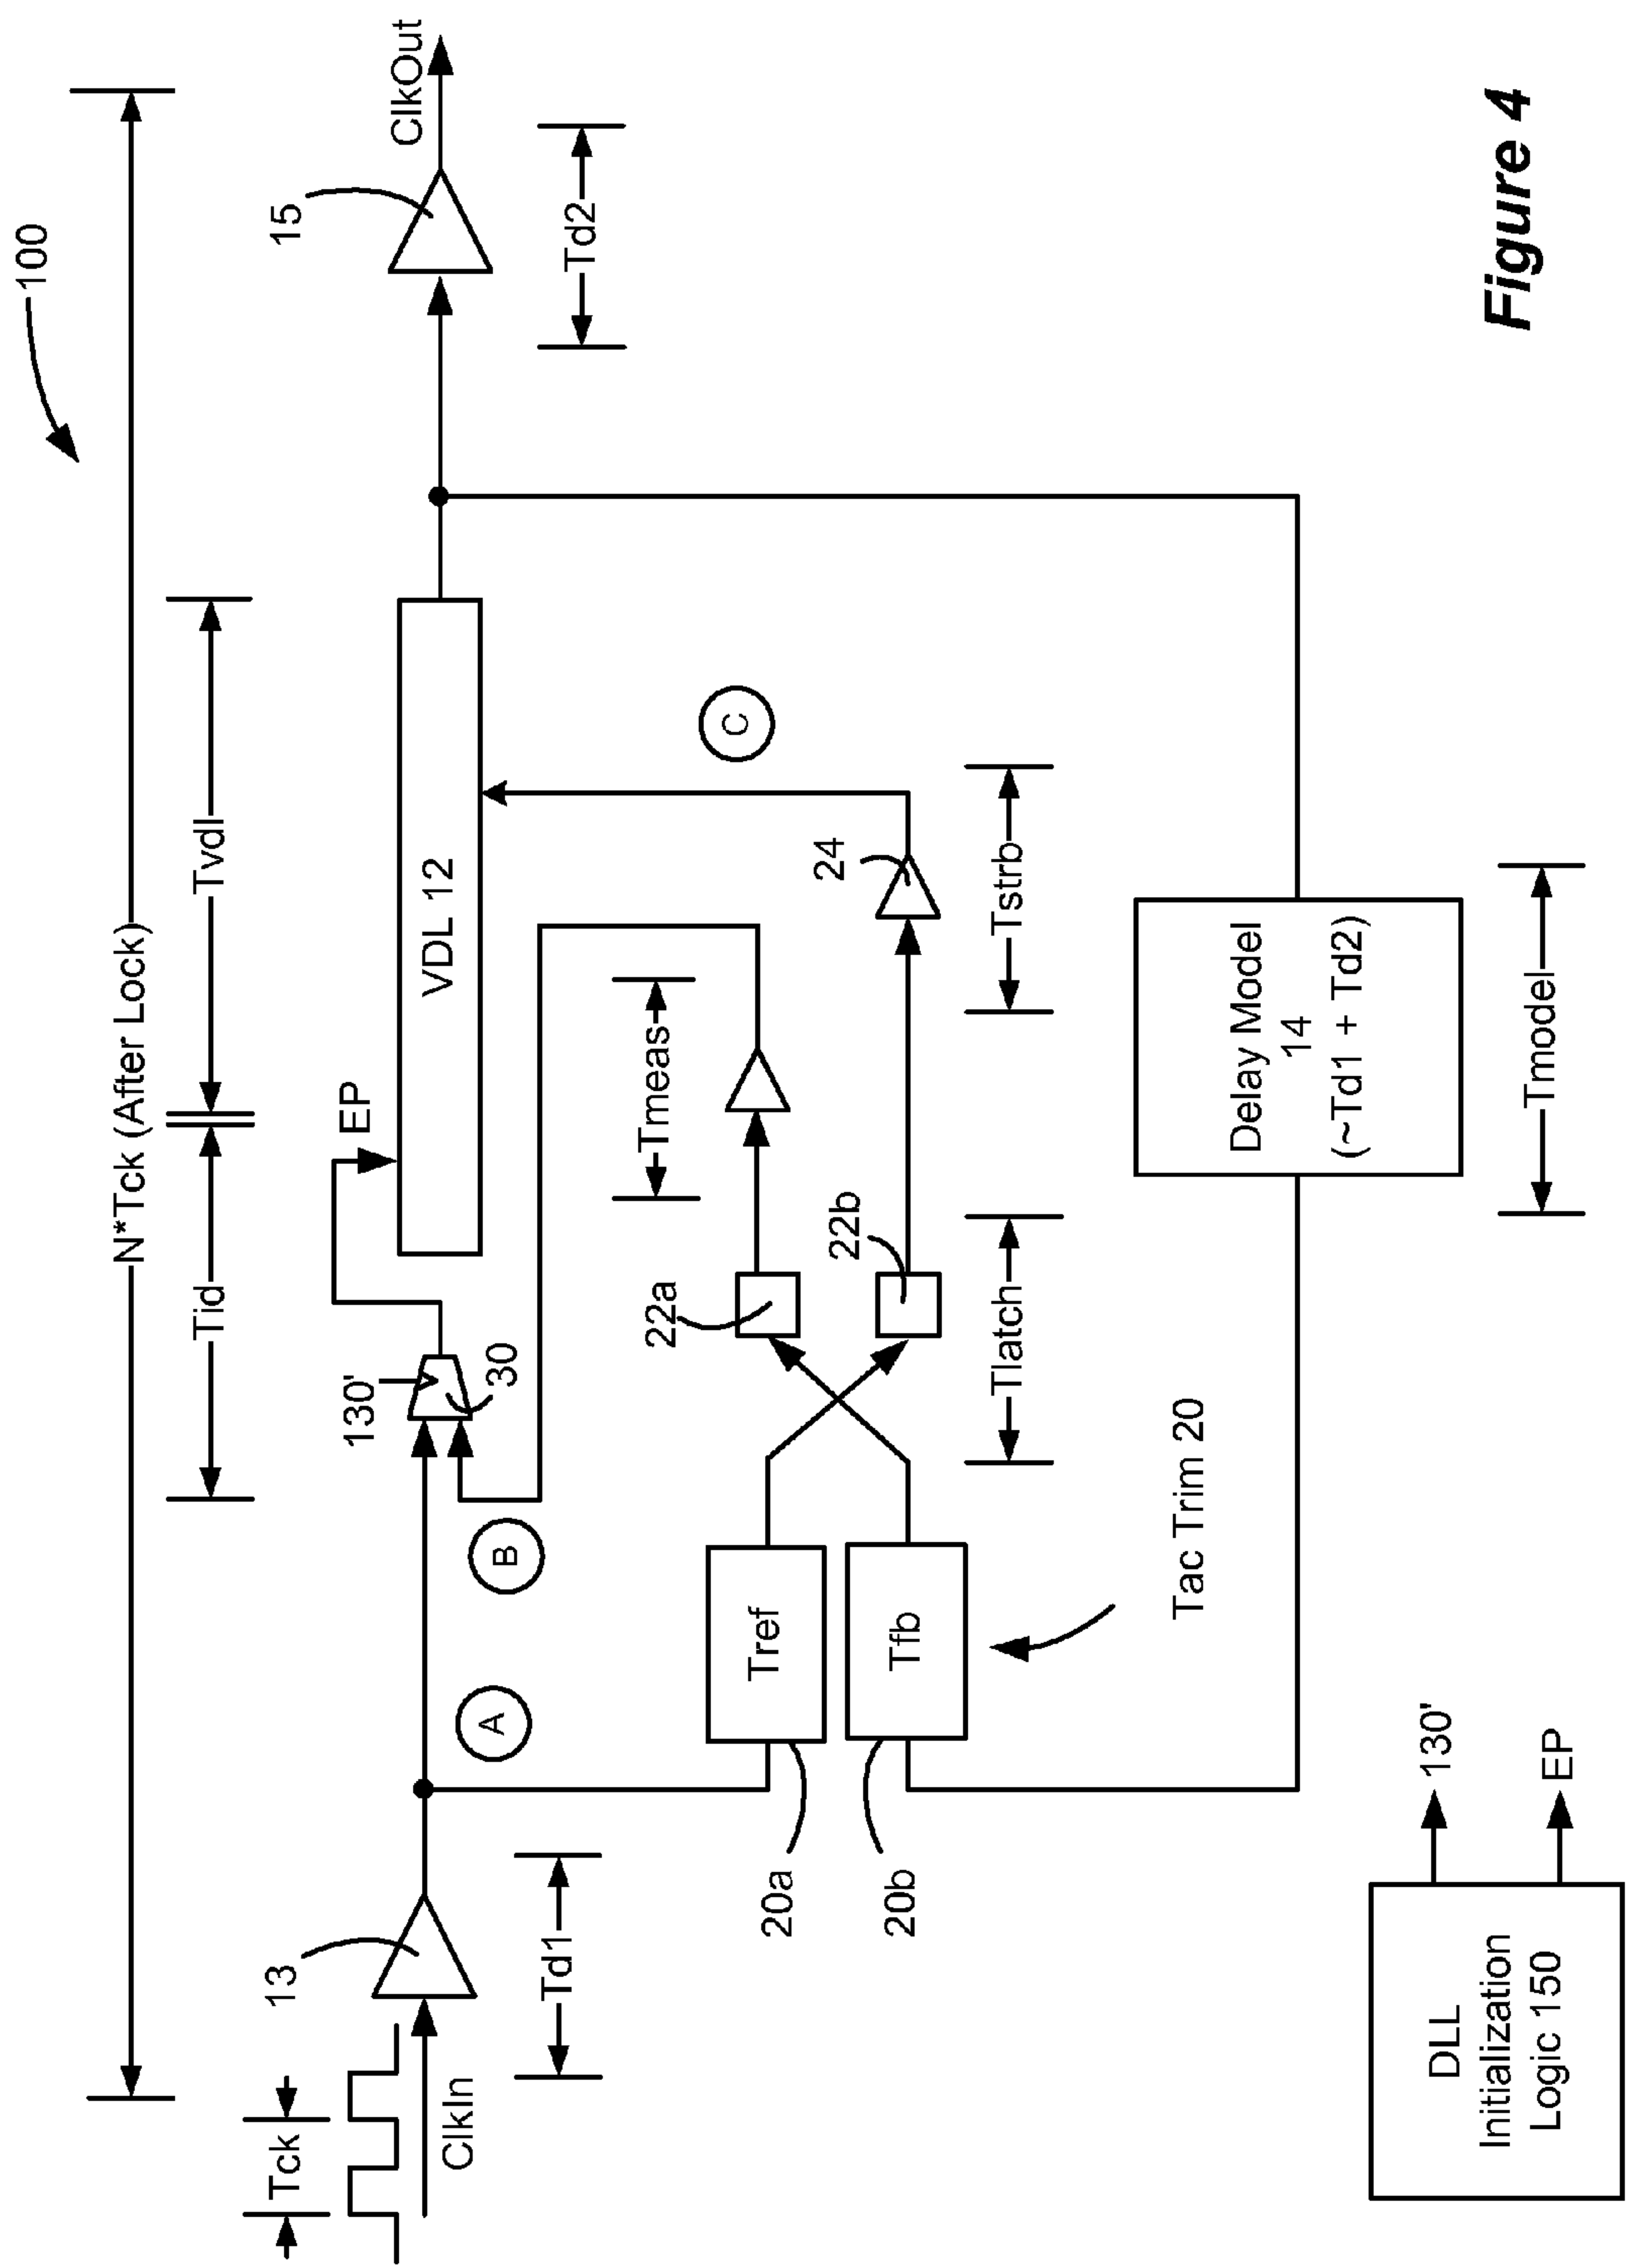 100
N*Tck (After Lock)
Tid
Tvdl
Tck
13
130'
EP
15
ClkIn
30
VDL 12
ClkOut
A
B
Td1
Td2
Tmeas
C
22a
20a
Tref
22b
24
20b
Tfb
Tlatch
Tstrb
Tac Trim 20
Delay Model
14
(~Td1 + Td2)
Tmodel
DLL
Initialization
Logic 150
130'
EP
Figure 4